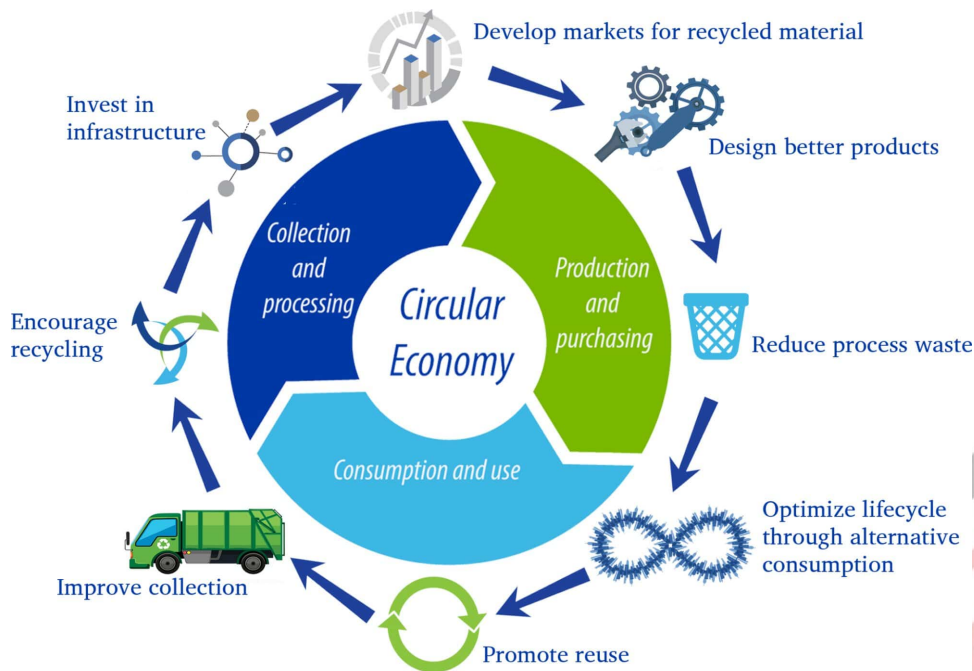 Develop markets for recycled material
Invest in
infrastructure
Design better products
Collection
and
processing
Production
and
purchasing
Circular
Economy
Encourage
recycling
Reduce process waste
Consumption and use
Optimize lifecycle
through alternative
consumption
Improve collection
Promote reuse